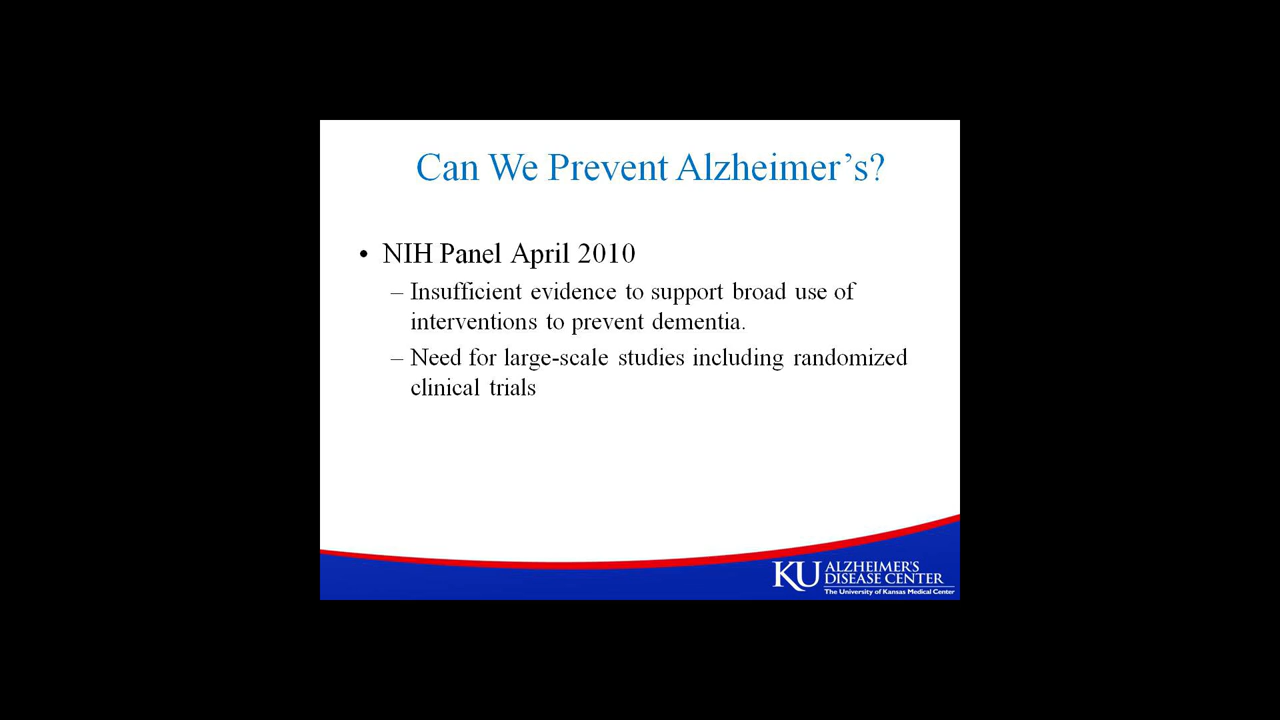 Can We Prevent Alzheimer's?
• NIH Panel April 2010
– Insufficient evidence to support broad use of
interventions to prevent dementia.
– Need for large-scale studies including randomized
clinical trials
KU ALZHEIMER'S
DISEASE CENTER
The University of Kansas Medical Center